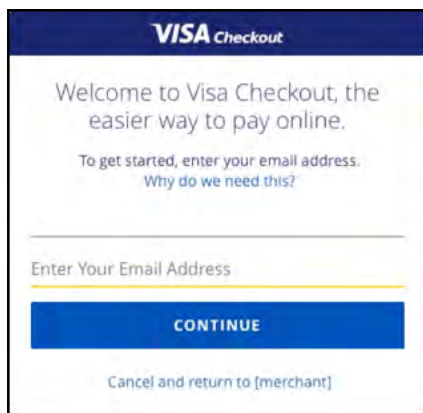 VISA Checkout
Welcome to Visa Checkout, the
easier way to pay online.
To get started, enter your email address.
Why do we need this?
Enter Your Email Address
CONTINUE
Cancel and return to [merchant]